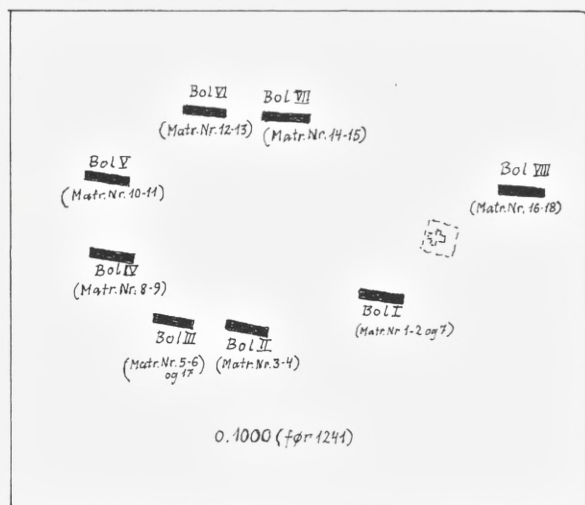 Bol VI
(Matr. Nr. 12-13)
Bol VII
(Matr. Nr. 14-15)
Bol V
(Matr. Nr. 10-11)
Bol VIII
(Matr. Nr. 16-18)
Bol IV
(Matr. Nr. 8-9)
Bol I
(Matr. Nr 1-2 og 7)
Bol III
(Matr. Nr. 5-6
og 17)
Bol II
(Matr. Nr. 3-4)
o. 1000 (før 1241)